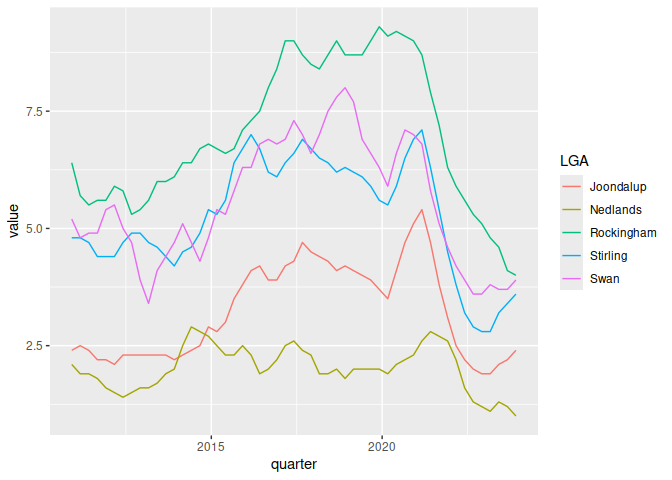 7.5
5.0
2.5
value
2015
2020
quarter
LGA
Joondalup
Nedlands
Rockingham
Stirling
Swan